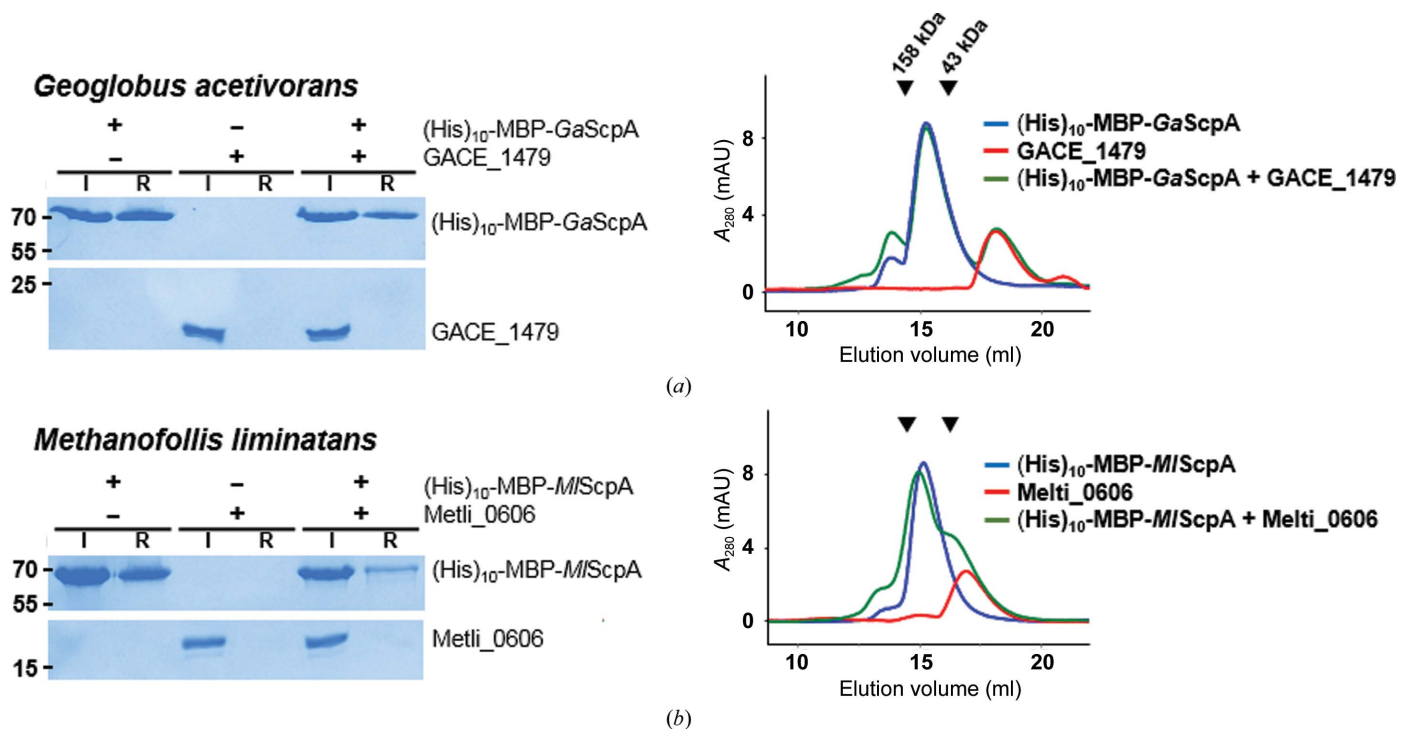 Geoglobus acetivorans
+ – + (His)10-MBP-GaScpA
– + + GACE_1479
I R I R I R
70
55
25
(His)10-MBP-GaScpA
GACE_1479
158 kDa
43 kDa
(His)10-MBP-GaScpA
GACE_1479
(His)10-MBP-GaScpA + GACE_1479
A280 (mAU)
8
4
0
10 15 20
Elution volume (ml)
(a)
Methanofollis liminatans
+ – + (His)10-MBP-MlScpA
– + + Metli_0606
I R I R I R
70
55
15
(His)10-MBP-MlScpA
Metli_0606
(His)10-MBP-MlScpA
Melti_0606
(His)10-MBP-MlScpA + Melti_0606
A280 (mAU)
8
4
0
10 15 20
Elution volume (ml)
(b)